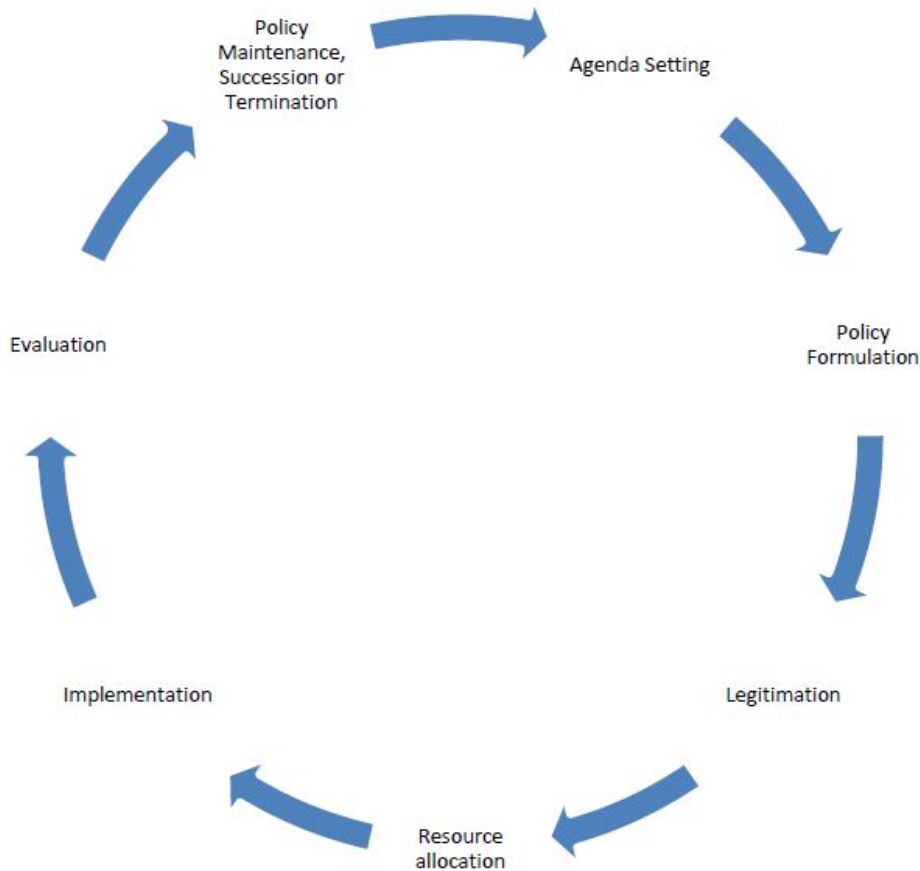 Policy
Maintenance,
Succession or
Termination
Agenda Setting
Policy
Formulation
Legitimation
Resource
allocation
Implementation
Evaluation